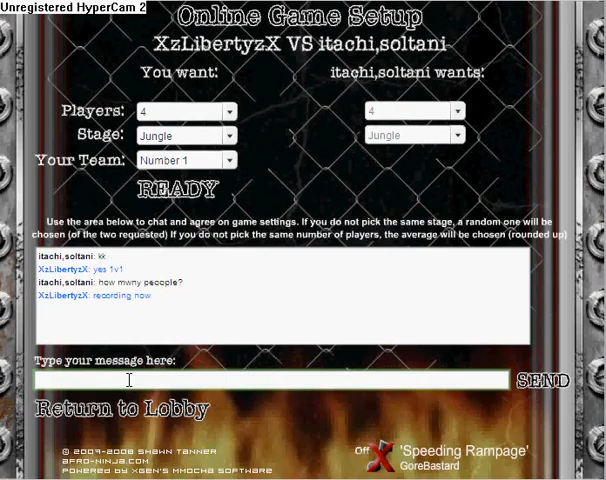 Unregistered HyperCam 2
Online Game Setup
XzLibertyzX VS itachi,soltani
You want:
itachi,soltani wants:
Players:
4
4
Stage:
Jungle
Jungle
Your Team:
Number 1
READY
Use the area below to chat and agree on game settings. If you do not pick the same stage, a random one will be
chosen (of the two requested) If you do not pick the same number of players, the average will be chosen (rounded up)
itachi,soltani: kk
XzLibertyzX: yes 1v1
itachi,soltani: how mwny pecople?
XzLibertyzX: recording now
Type your message here:
SEND
Return to Lobby
© 2007-2008 SHAWN TANNER
AFRO-NINJA.COM
POWERED BY XGEN'S MMOCHA SOFTWARE
Off
X
'Speeding Rampage'
GoreBastard